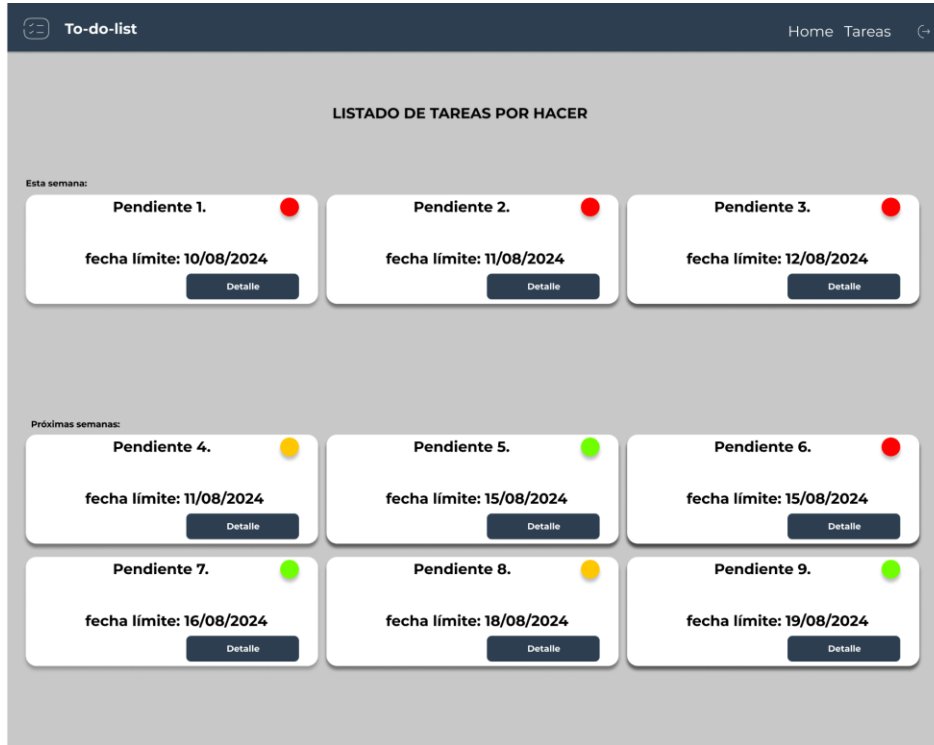 To-do-list
Home Tareas
LISTADO DE TAREAS POR HACER
Esta semana:
Pendiente 1.
fecha límite: 10/08/2024
Detalle
Pendiente 2.
fecha límite: 11/08/2024
Detalle
Pendiente 3.
fecha límite: 12/08/2024
Detalle
Próximas semanas:
Pendiente 4.
fecha límite: 11/08/2024
Detalle
Pendiente 5.
fecha límite: 15/08/2024
Detalle
Pendiente 6.
fecha límite: 15/08/2024
Detalle
Pendiente 7.
fecha límite: 16/08/2024
Detalle
Pendiente 8.
fecha límite: 18/08/2024
Detalle
Pendiente 9.
fecha límite: 19/08/2024
Detalle